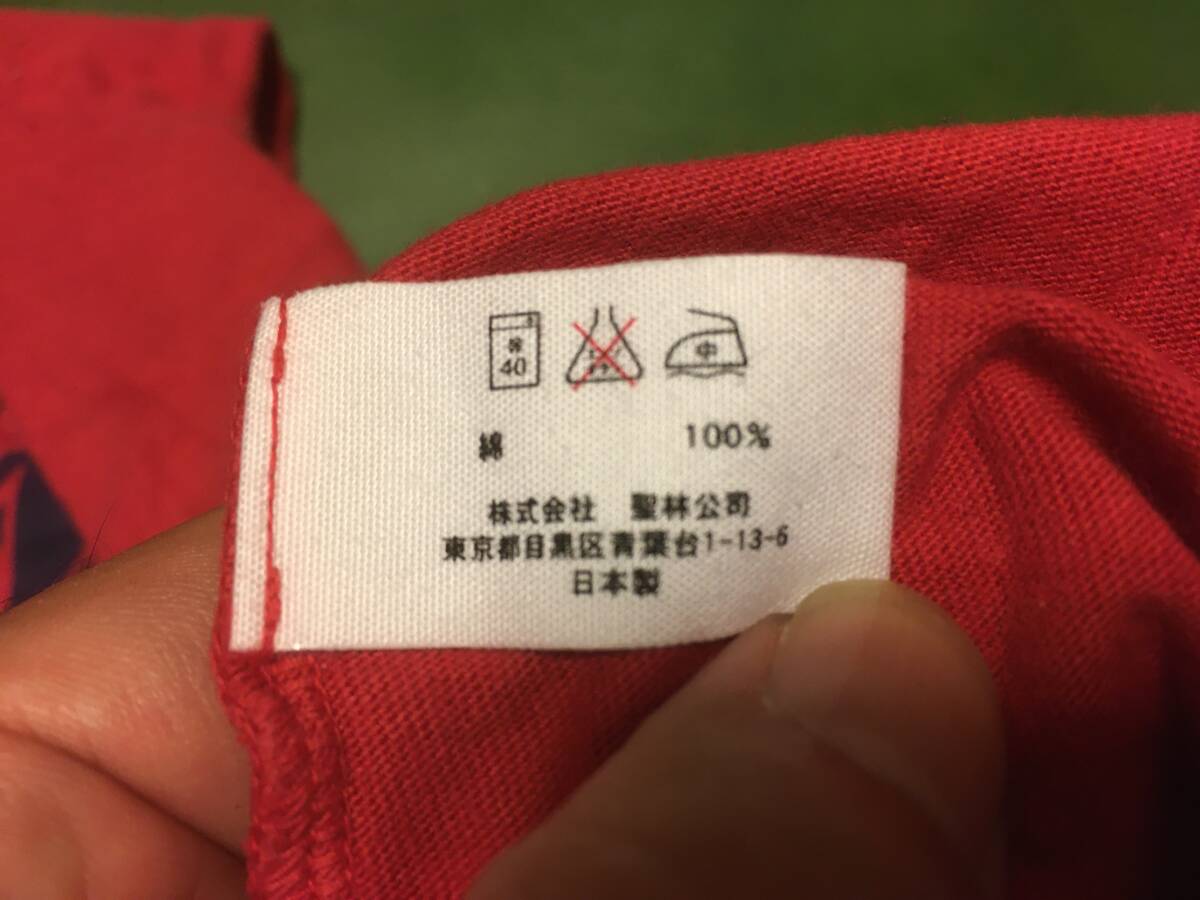 40
中
綿 100%
株式会社 聖林公司
東京都目黒区青葉台1-13-6
日本製